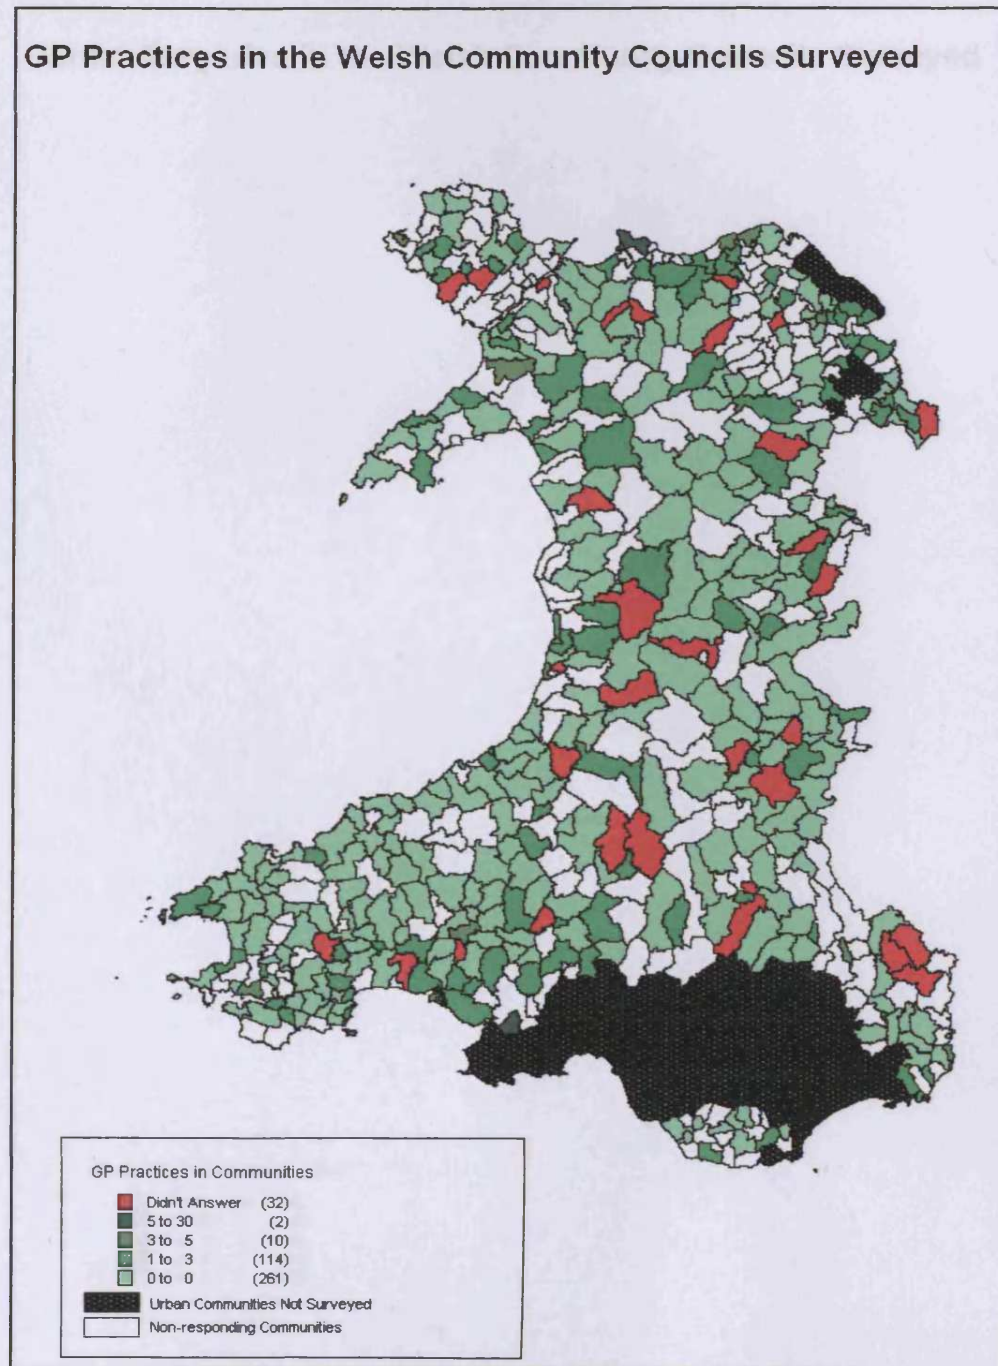 GP Practices in the Welsh Community Councils Surveyed
GP Practices in Communities
Didn't Answer (32)
5 to 30 (2)
3 to 5 (10)
1 to 3 (114)
0 to 0 (261)
Urban Communities Not Surveyed
Non-responding Communities